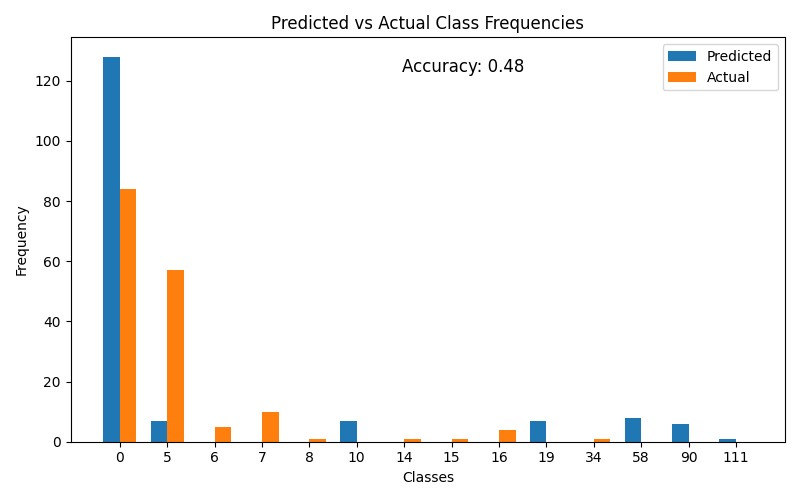 Predicted vs Actual Class Frequencies
Accuracy: 0.48
Predicted
Actual
Frequency
120
100
80
60
40
20
0
0 5 6 7 8 10 14 15 16 19 34 58 90 111
Classes